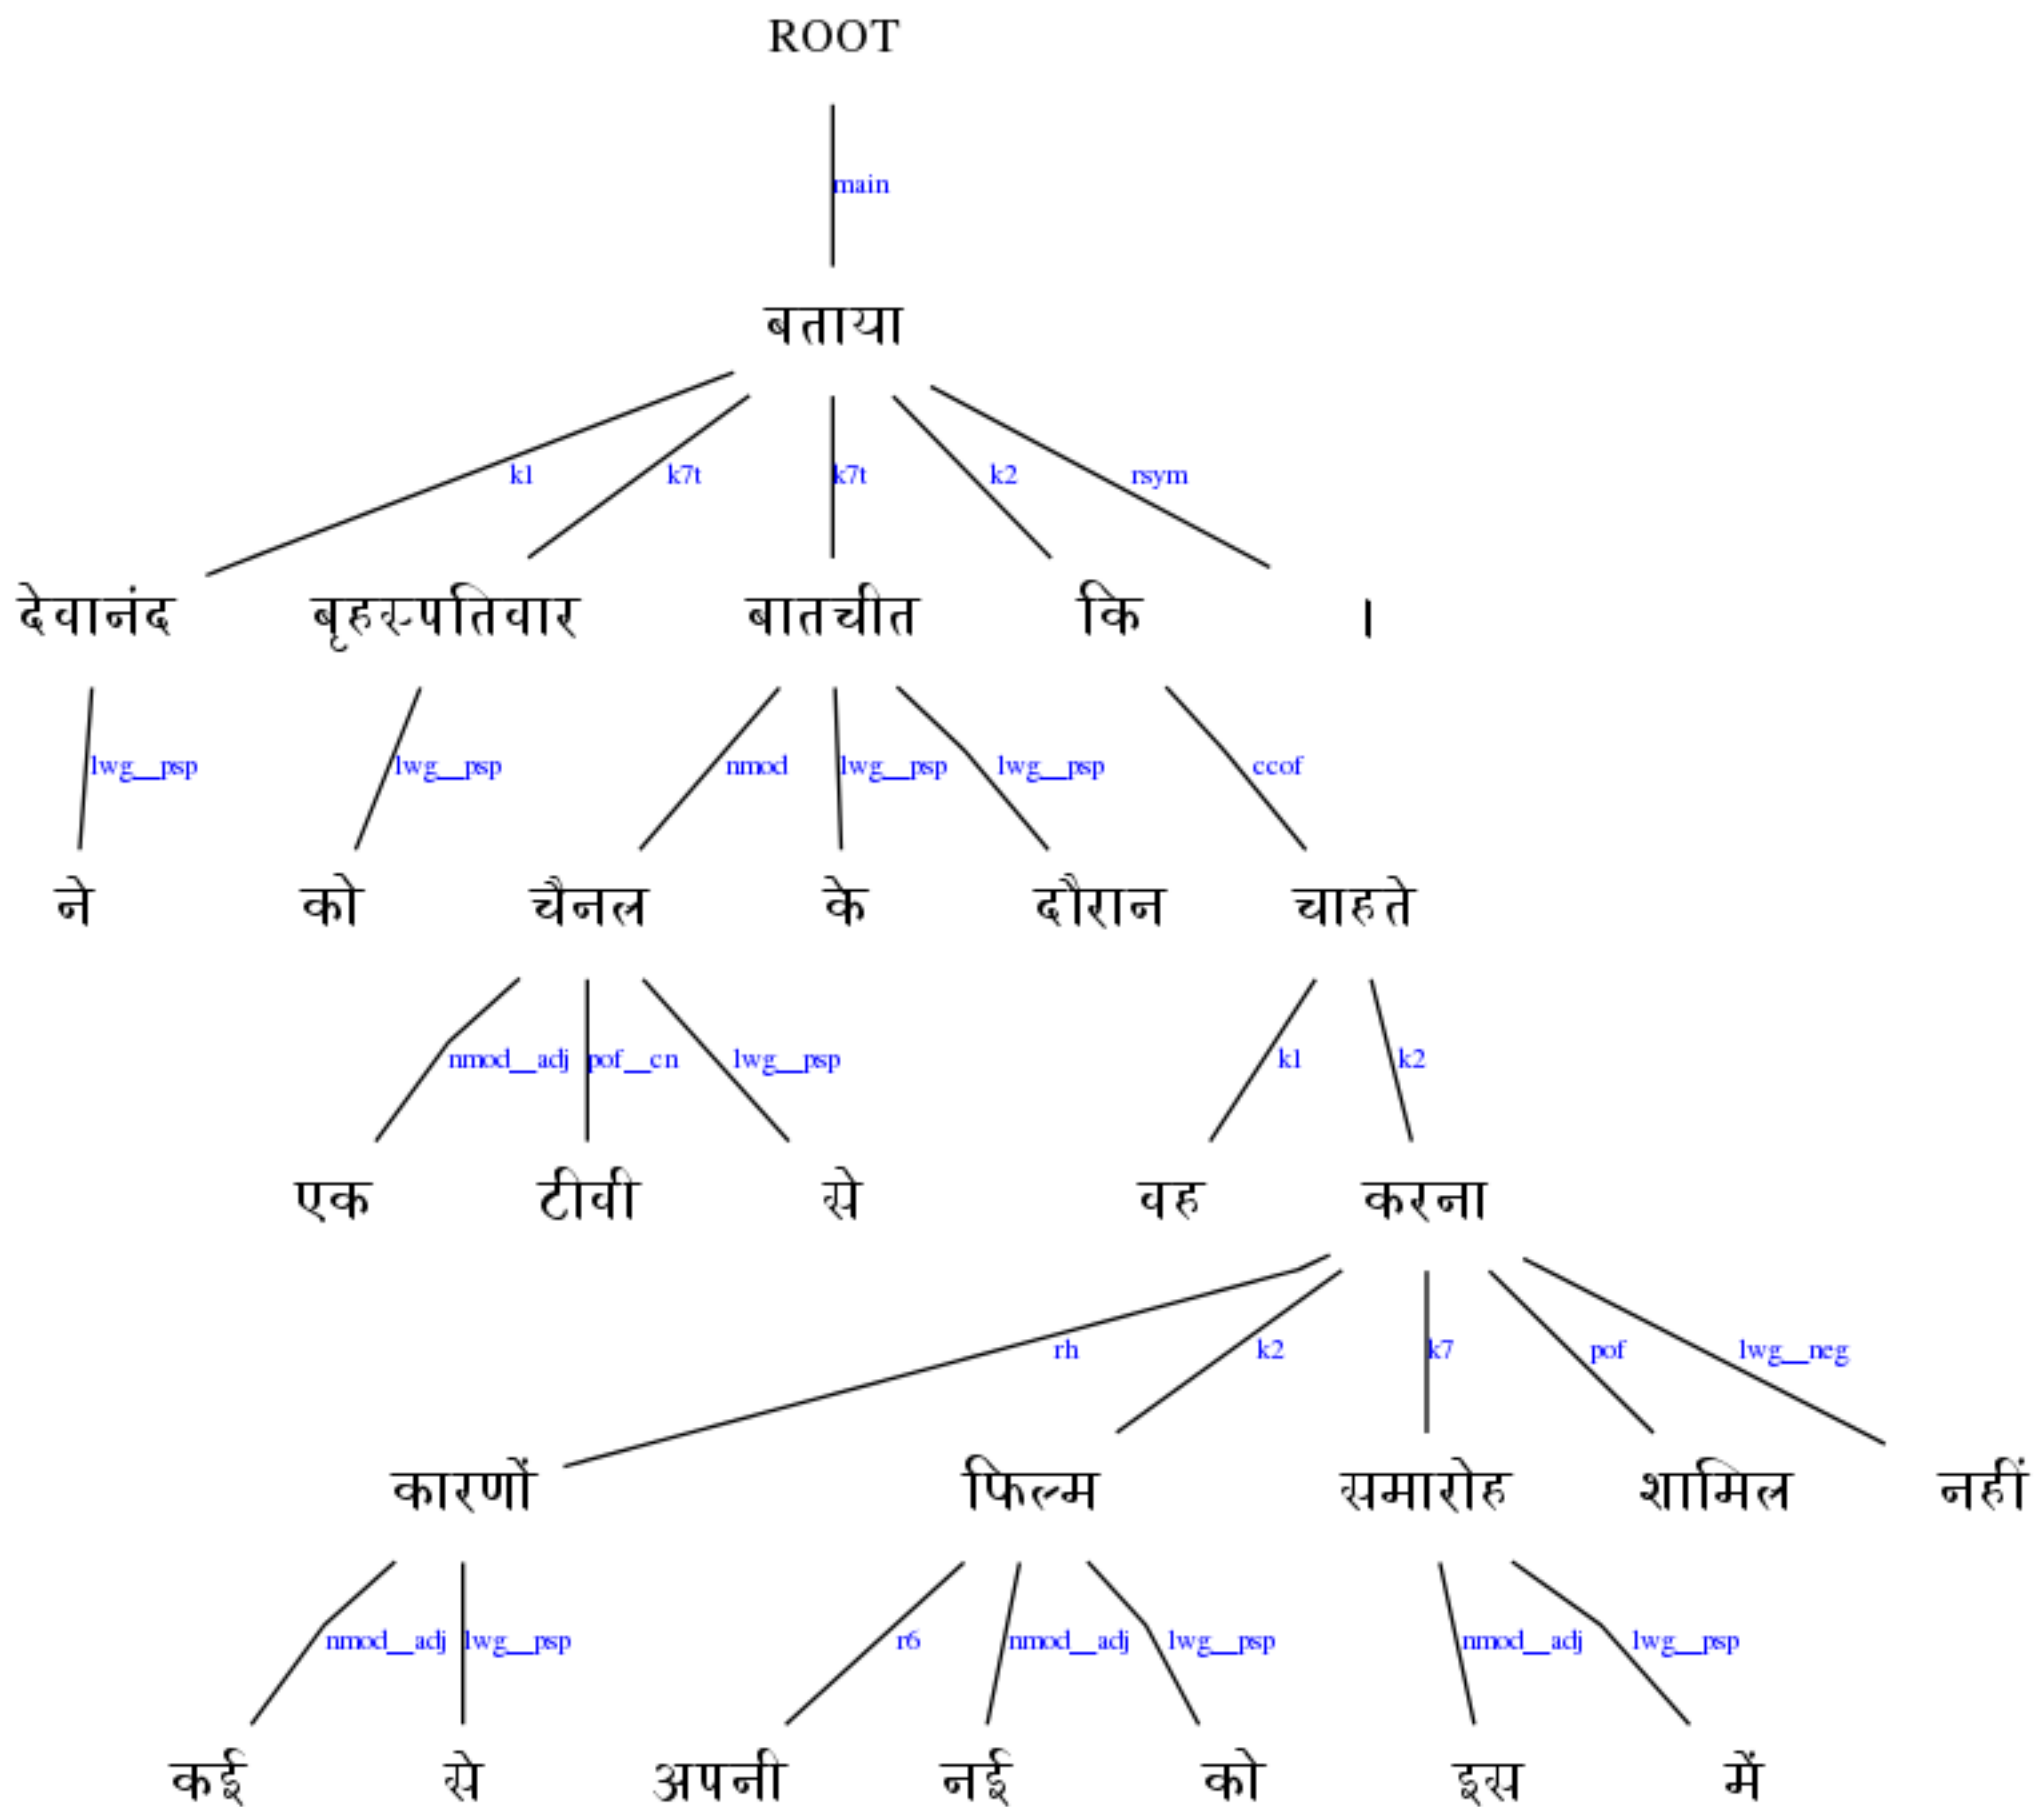 ROOT
main
बताया
k1 k7t k7t k2 rsym
देवानंद बृहस्पतिवार बातचीत कि ।
lwg__psp lwg__psp nmod lwg__psp lwg__psp ccof
ने को चैनल के दौरान चाहते
nmod__adj pof__cn lwg__psp k1 k2
एक टीवी से वह करना
rh k2 k7 pof lwg__neg
कारणों फिल्म समारोह शामिल नहीं
nmod__adj lwg__psp r6 nmod__adj lwg__psp nmod__adj lwg__psp
कई से अपनी नई को इस में